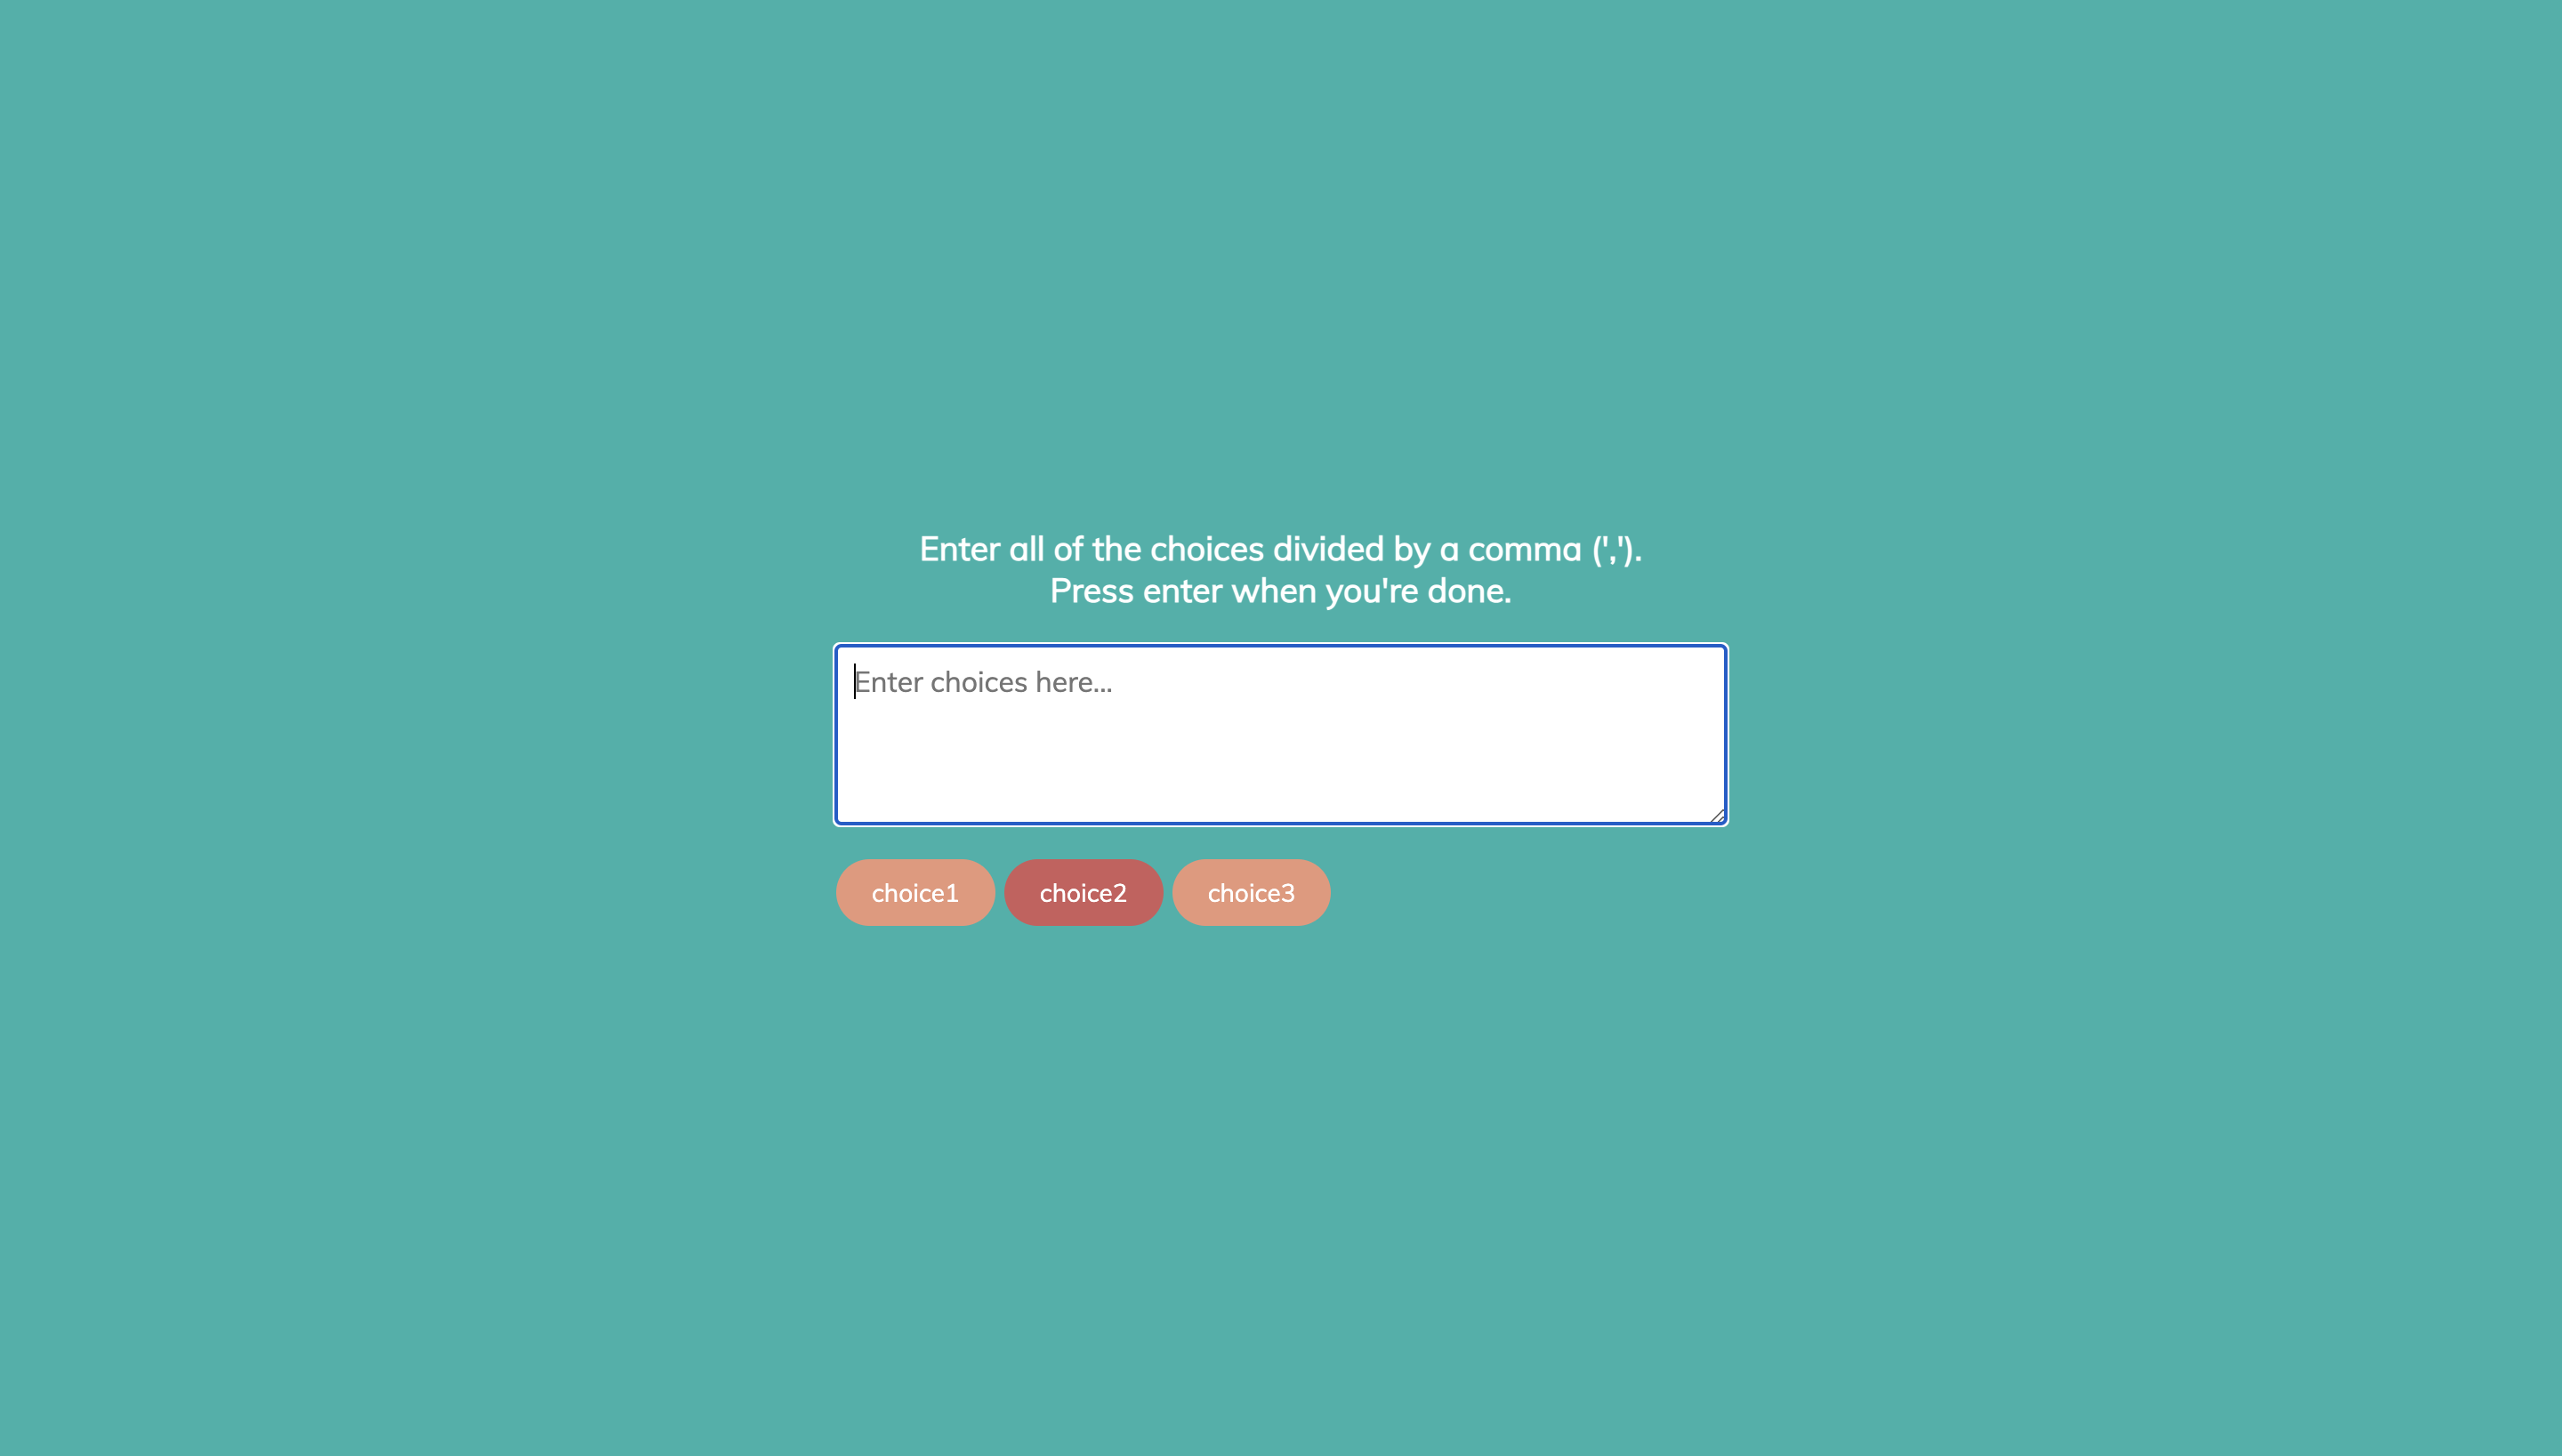 Enter all of the choices divided by a comma (',').
Press enter when you're done.
Enter choices here...
choice1 choice2 choice3